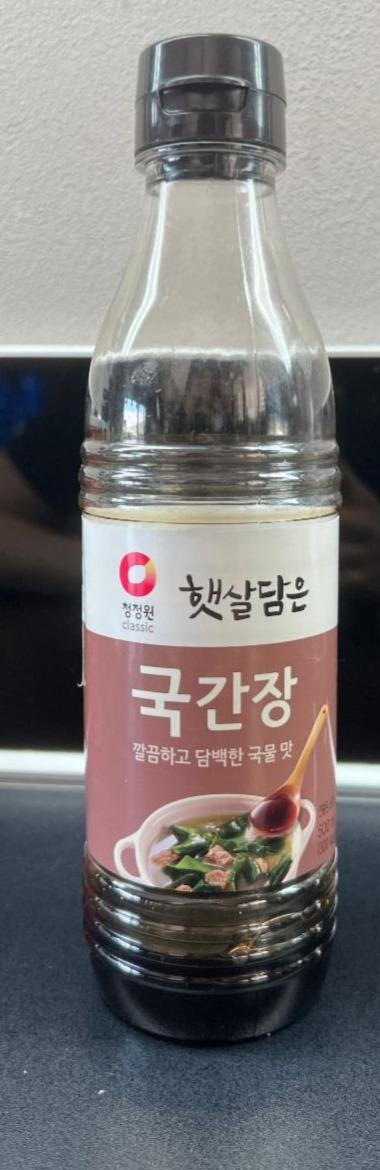 청정원
classic
햇살담은
국간장
깔끔하고 담백한 국물 맛